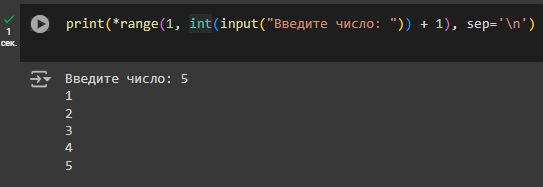 print(*range(1, int(input("Введите число: ")) + 1), sep='\n')
1
сек.
Введите число: 5
1
2
3
4
5